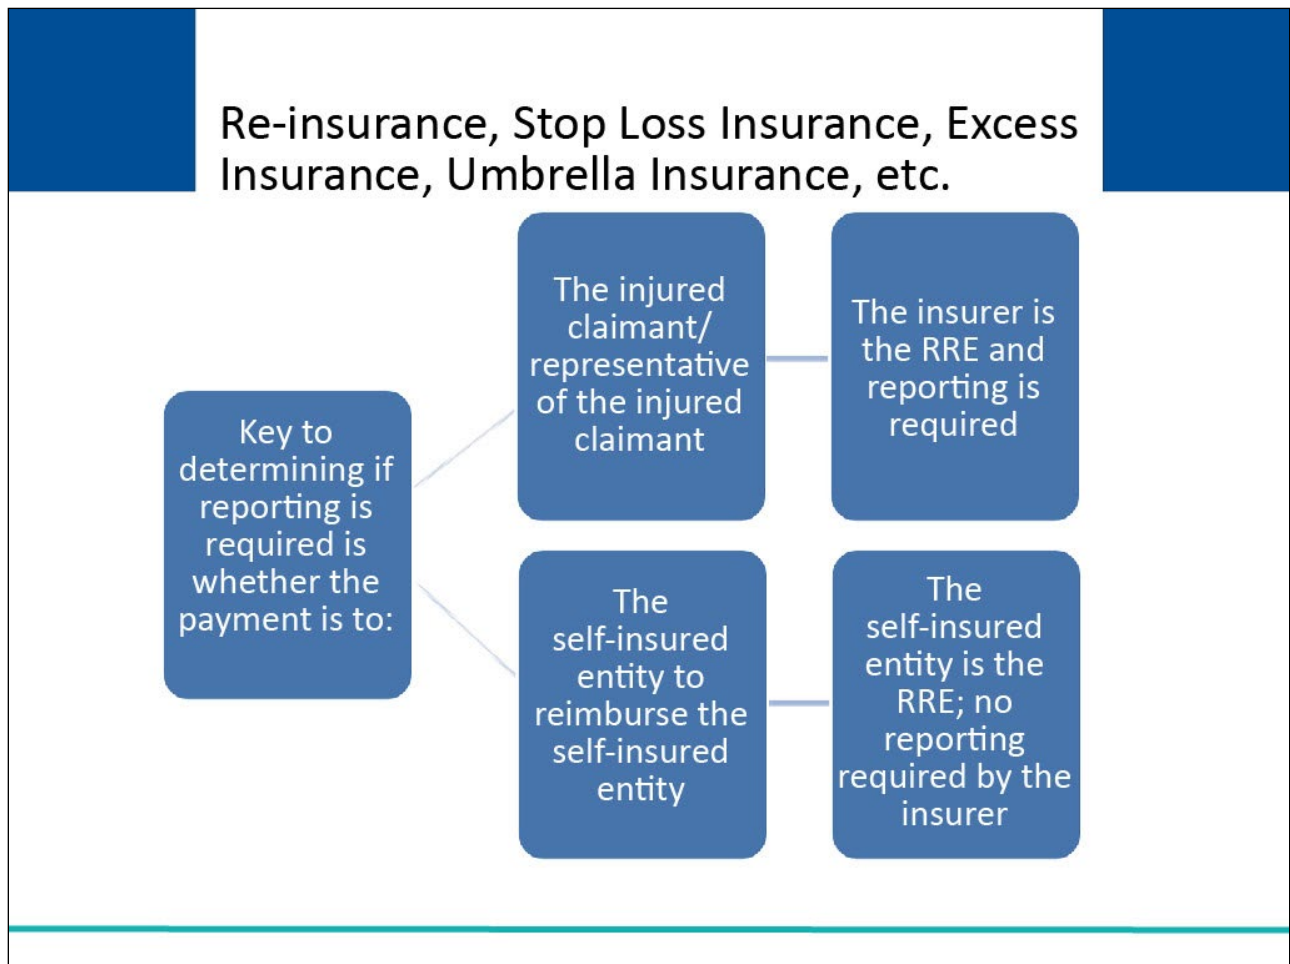 Re-insurance, Stop Loss Insurance, Excess
Insurance, Umbrella Insurance, etc.
Key to
determining if
reporting is
required is
whether the
payment is to:
The injured
claimant/
representative
of the injured
claimant
The insurer is
the RRE and
reporting is
required
The
self-insured
entity to
reimburse the
self-insured
entity
The
self-insured
entity is the
RRE; no
reporting
required by the
insurer